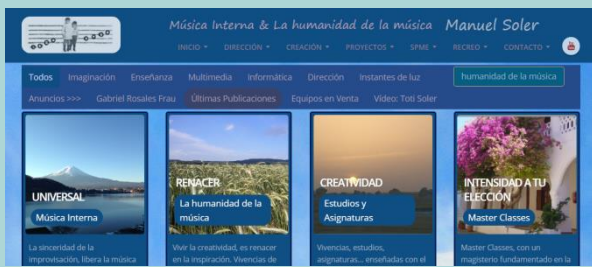 Música Interna & La humanidad de la música Manuel Soler
INICIO DIRECCIÓN CREACIÓN PROYECTOS SPME RECREO CONTACTO
Todos Imaginación Enseñanza Multimedia Informática Dirección Instantes de luz humanidad de la música
Anuncios >>> Gabriel Rosales Frau Últimas Publicaciones Equipos en Venta Vídeo: Toti Soler
UNIVERSAL
Música Interna
La sinceridad de la
improvisación, libera la música
RENACER
La humanidad de la
música
Vivir la creatividad, es renacer
en la inspiración. Vivencias de
CREATIVIDAD
Estudios y
Asignaturas
Vivencias, estudios,
asignaturas... enseñadas con el
INTENSIDAD A TU
ELECCIÓN
Master Classes
Master Classes, con un
magisterio fundamentado en la